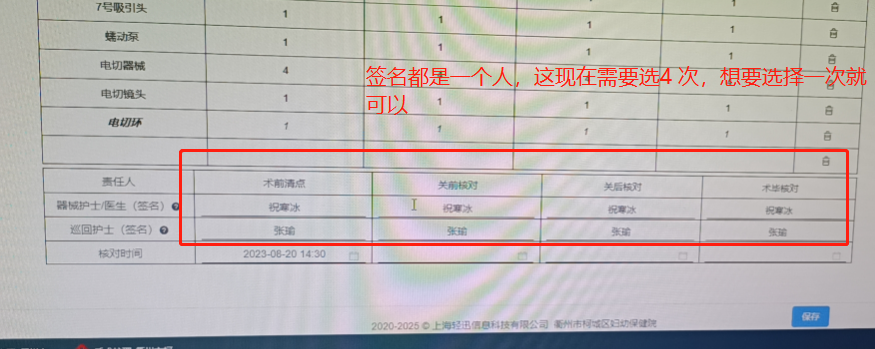 7号吸引头 1 1 1 1
蠕动泵 1 1 1 1
电切器械 4
签名都是一个人，这现在需要选4 次，想要选择一次就
可以
电切镜头 1 1 1 1
电切环 1 1 1 1
责任人 术前清点 关前核对 关后核对 术毕核对
器械护士/医生（签名） 祝寒冰 祝寒冰 祝寒冰 祝寒冰
巡回护士（签名） 张瑜 张瑜 张瑜 张瑜
核对时间 2023-08-20 14:30
2020-2025 © 上海轻迅信息科技有限公司 衢州市柯城区妇幼保健院
保存